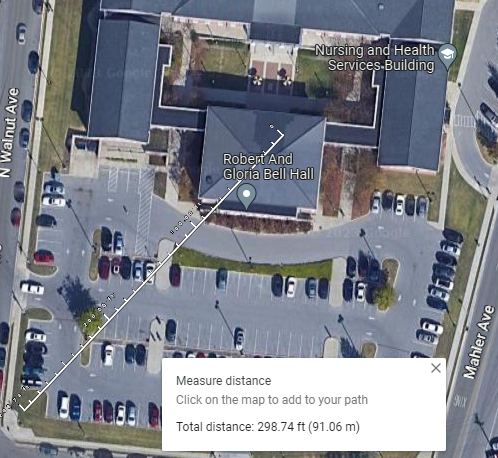 Nursing and Health
Services Building
N Walnut Ave
Robert And
Gloria Bell Hall
Mahler Ave
Measure distance
Click on the map to add to your path
Total distance: 298.74 ft (91.06 m)